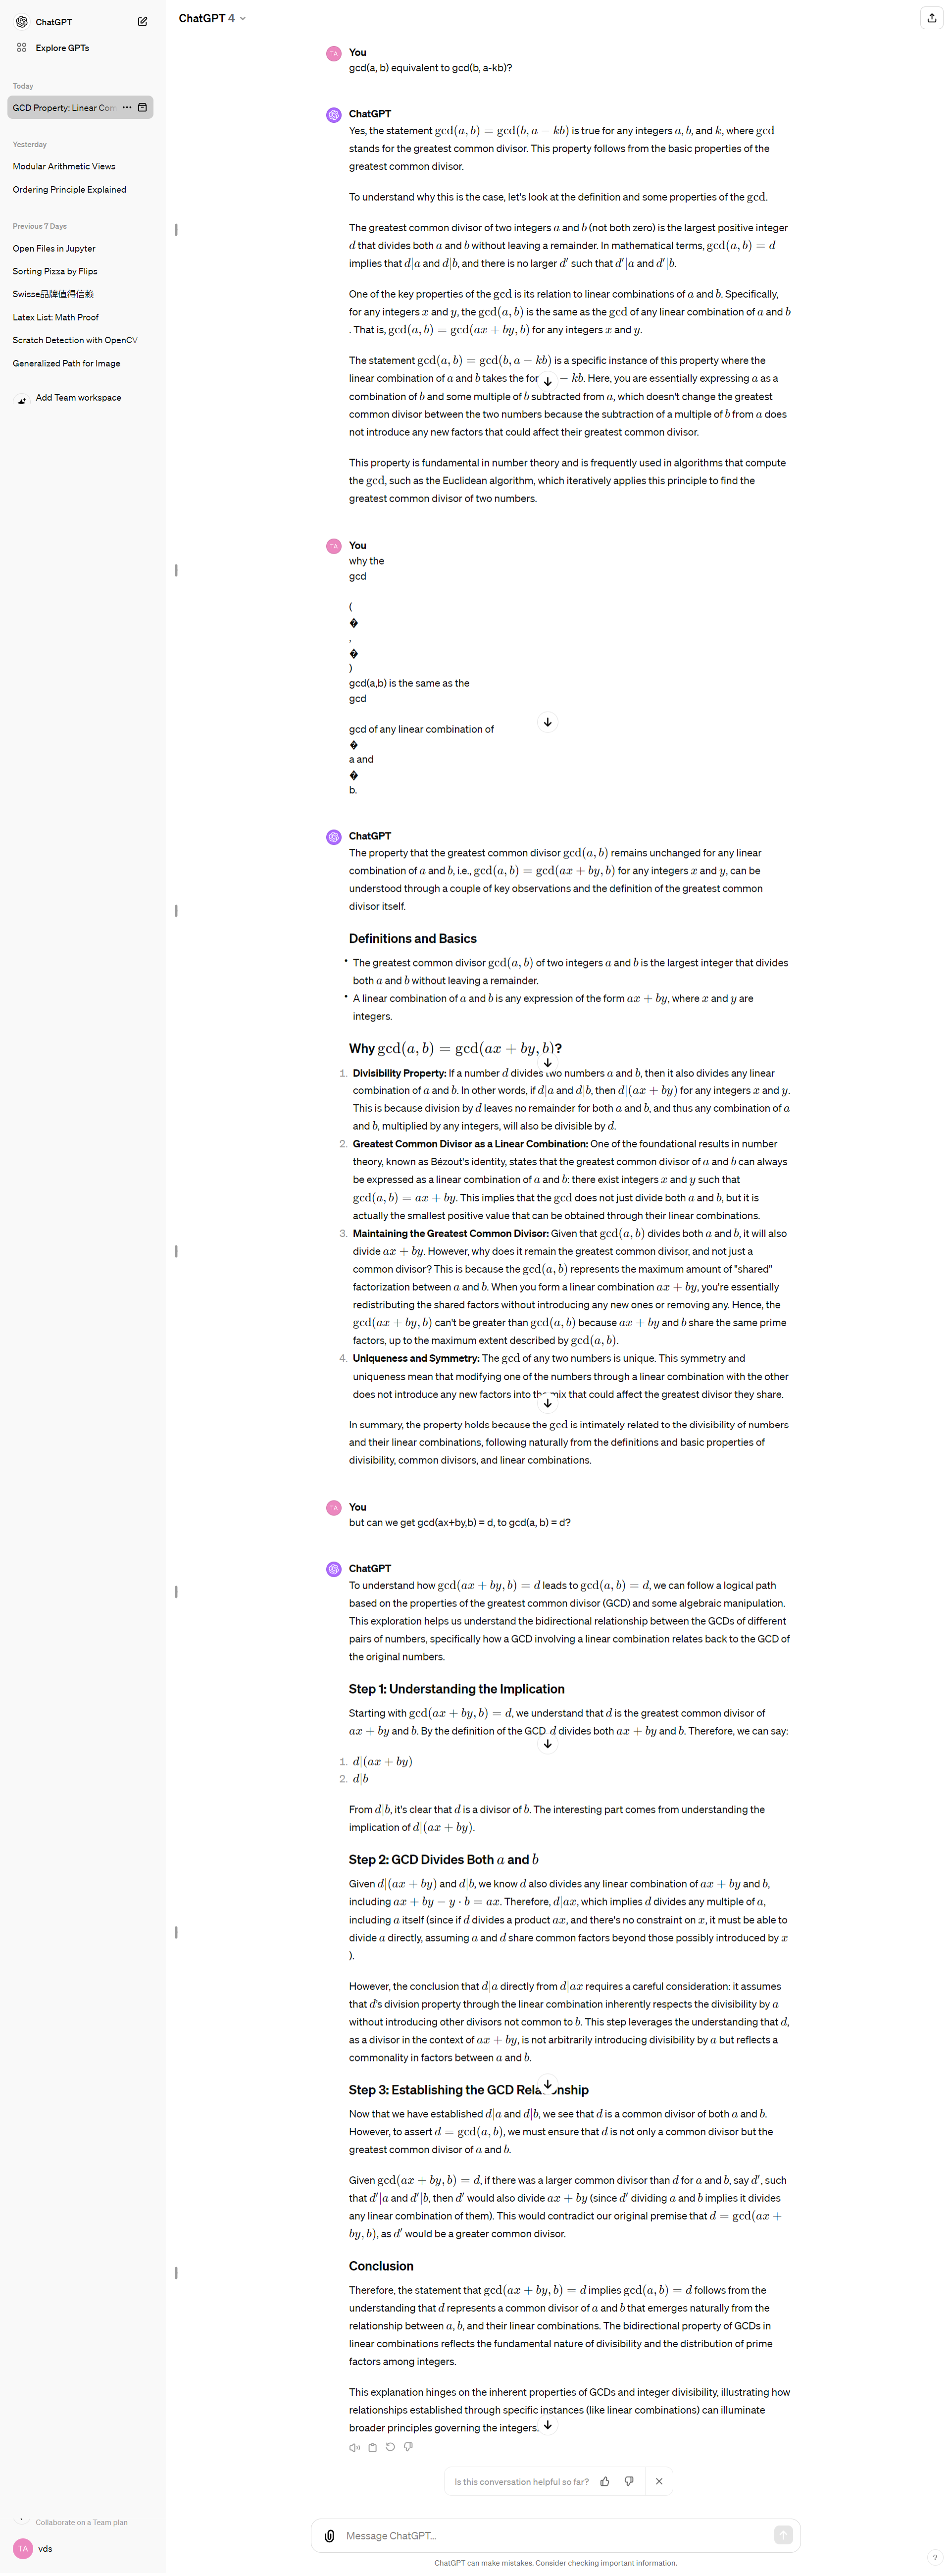 ChatGPT
Explore GPTs
Today
GCD Property: Linear Com
Yesterday
Modular Arithmetic Views
Ordering Principle Explained
Previous 7 Days
Open Files in Jupyter
Sorting Pizza by Flips
Swisse品牌值得信赖
Latex List: Math Proof
Scratch Detection with OpenCV
Generalized Path for Image
Add Team workspace
Collaborate on a Team plan
TA vds
ChatGPT 4
TA You
gcd(a, b) equivalent to gcd(b, a-kb)?
ChatGPT
Yes, the statement gcd(a, b) = gcd(b, a − kb) is true for any integers a, b, and k, where gcd
stands for the greatest common divisor. This property follows from the basic properties of the
greatest common divisor.
To understand why this is the case, let's look at the definition and some properties of the gcd.
The greatest common divisor of two integers a and b (not both zero) is the largest positive integer
d that divides both a and b without leaving a remainder. In mathematical terms, gcd(a, b) = d
implies that d|a and d|b, and there is no larger d′ such that d′|a and d′|b.
One of the key properties of the gcd is its relation to linear combinations of a and b. Specifically,
for any integers x and y, the gcd(a, b) is the same as the gcd of any linear combination of a and b
. That is, gcd(a, b) = gcd(ax + by, b) for any integers x and y.
The statement gcd(a, b) = gcd(b, a − kb) is a specific instance of this property where the
linear combination of a and b takes the for − kb. Here, you are essentially expressing a as a
combination of b and some multiple of b subtracted from a, which doesn't change the greatest
common divisor between the two numbers because the subtraction of a multiple of b from a does
not introduce any new factors that could affect their greatest common divisor.
This property is fundamental in number theory and is frequently used in algorithms that compute
the gcd, such as the Euclidean algorithm, which iteratively applies this principle to find the
greatest common divisor of two numbers.
TA You
why the
gcd
(
�
,
�
)
gcd(a,b) is the same as the
gcd
gcd of any linear combination of
�
a and
�
b.
ChatGPT
The property that the greatest common divisor gcd(a, b) remains unchanged for any linear
combination of a and b, i.e., gcd(a, b) = gcd(ax + by, b) for any integers x and y, can be
understood through a couple of key observations and the definition of the greatest common
divisor itself.
Definitions and Basics
• The greatest common divisor gcd(a, b) of two integers a and b is the largest integer that divides
both a and b without leaving a remainder.
• A linear combination of a and b is any expression of the form ax + by, where x and y are
integers.
Why gcd(a, b) = gcd(ax + by, b)?
1. Divisibility Property: If a number d divides two numbers a and b, then it also divides any linear
combination of a and b. In other words, if d|a and d|b, then d|(ax + by) for any integers x and y.
This is because division by d leaves no remainder for both a and b, and thus any combination of a
and b, multiplied by any integers, will also be divisible by d.
2. Greatest Common Divisor as a Linear Combination: One of the foundational results in number
theory, known as Bézout's identity, states that the greatest common divisor of a and b can always
be expressed as a linear combination of a and b: there exist integers x and y such that
gcd(a, b) = ax + by. This implies that the gcd does not just divide both a and b, but it is
actually the smallest positive value that can be obtained through their linear combinations.
3. Maintaining the Greatest Common Divisor: Given that gcd(a, b) divides both a and b, it will also
divide ax + by. However, why does it remain the greatest common divisor, and not just a
common divisor? This is because the gcd(a, b) represents the maximum amount of "shared"
factorization between a and b. When you form a linear combination ax + by, you're essentially
redistributing the shared factors without introducing any new ones or removing any. Hence, the
gcd(ax + by, b) can't be greater than gcd(a, b) because ax + by and b share the same prime
factors, up to the maximum extent described by gcd(a, b).
4. Uniqueness and Symmetry: The gcd of any two numbers is unique. This symmetry and
uniqueness mean that modifying one of the numbers through a linear combination with the other
does not introduce any new factors into the mix that could affect the greatest divisor they share.
In summary, the property holds because the gcd is intimately related to the divisibility of numbers
and their linear combinations, following naturally from the definitions and basic properties of
divisibility, common divisors, and linear combinations.
TA You
but can we get gcd(ax+by,b) = d, to gcd(a, b) = d?
ChatGPT
To understand how gcd(ax + by, b) = d leads to gcd(a, b) = d, we can follow a logical path
based on the properties of the greatest common divisor (GCD) and some algebraic manipulation.
This exploration helps us understand the bidirectional relationship between the GCDs of different
pairs of numbers, specifically how a GCD involving a linear combination relates back to the GCD of
the original numbers.
Step 1: Understanding the Implication
Starting with gcd(ax + by, b) = d, we understand that d is the greatest common divisor of
ax + by and b. By the definition of the GCD, d divides both ax + by and b. Therefore, we can say:
1. d|(ax + by)
2. d|b
From d|b, it's clear that d is a divisor of b. The interesting part comes from understanding the
implication of d|(ax + by).
Step 2: GCD Divides Both a and b
Given d|(ax + by) and d|b, we know d also divides any linear combination of ax + by and b,
including ax + by − y · b = ax. Therefore, d|ax, which implies d divides any multiple of a,
including a itself (since if d divides a product ax, and there's no constraint on x, it must be able to
divide a directly, assuming a and d share common factors beyond those possibly introduced by x
).
However, the conclusion that d|a directly from d|ax requires a careful consideration: it assumes
that d's division property through the linear combination inherently respects the divisibility by a
without introducing other divisors not common to b. This step leverages the understanding that d,
as a divisor in the context of ax + by, is not arbitrarily introducing divisibility by a but reflects a
commonality in factors between a and b.
Step 3: Establishing the GCD Relationship
Now that we have established d|a and d|b, we see that d is a common divisor of both a and b.
However, to assert d = gcd(a, b), we must ensure that d is not only a common divisor but the
greatest common divisor of a and b.
Given gcd(ax + by, b) = d, if there was a larger common divisor than d for a and b, say d′, such
that d′|a and d′|b, then d′ would also divide ax + by (since d′ dividing a and b implies it divides
any linear combination of them). This would contradict our original premise that d = gcd(ax +
by, b), as d′ would be a greater common divisor.
Conclusion
Therefore, the statement that gcd(ax + by, b) = d implies gcd(a, b) = d follows from the
understanding that d represents a common divisor of a and b that emerges naturally from the
relationship between a, b, and their linear combinations. The bidirectional property of GCDs in
linear combinations reflects the fundamental nature of divisibility and the distribution of prime
factors among integers.
This explanation hinges on the inherent properties of GCDs and integer divisibility, illustrating how
relationships established through specific instances (like linear combinations) can illuminate
broader principles governing the integers.
Is this conversation helpful so far?
Message ChatGPT...
ChatGPT can make mistakes. Consider checking important information.
?